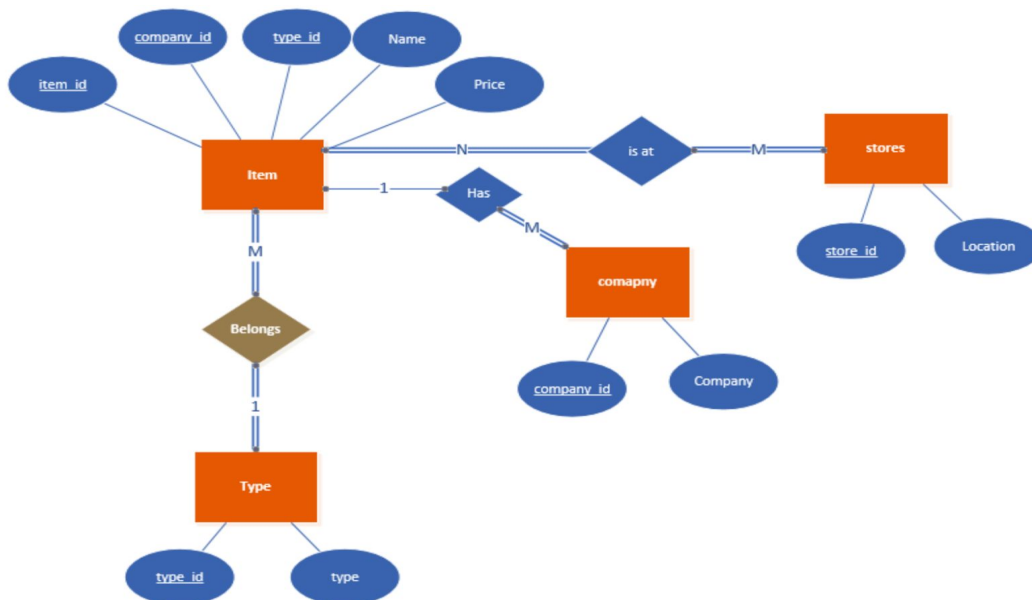 company_id
type_id
Name
item_id
Price
Item
N
is at
M
stores
1
Has
M
M
store_id
Location
comapny
Belongs
company_id
Company
1
Type
type_id
type